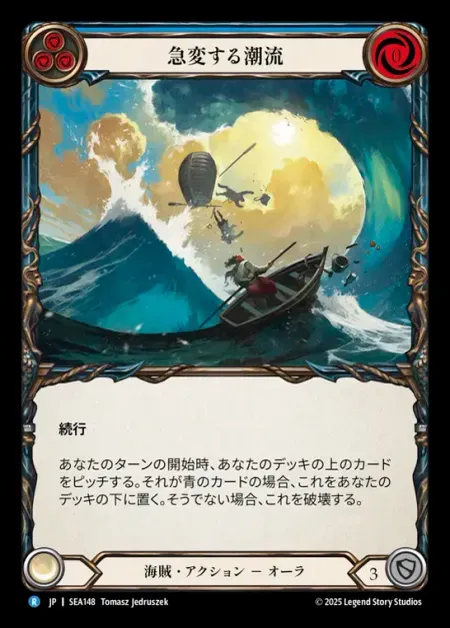 急変する潮流
0
続行
あなたのターンの開始時、あなたのデッキの上のカード
をピッチする。それが青のカードの場合、これをあなたの
デッキの下に置く。そうでない場合、これを破壊する。
海賊・アクション － オーラ
3
R JP SEA148 Tomasz Jedruszek
© 2025 Legend Story Studios